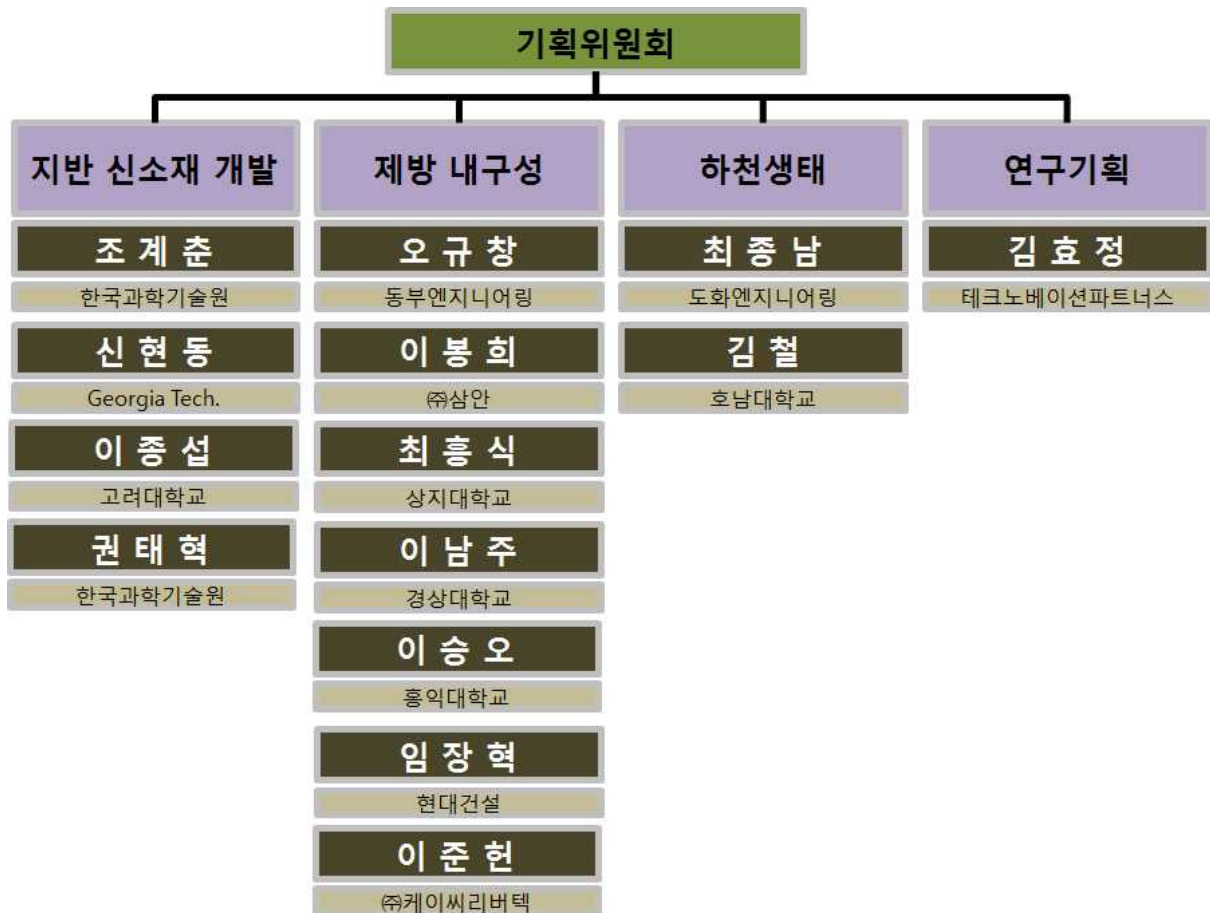 기획위원회
지반 신소재 개발
조 계 춘
한국과학기술원
신 현 동
Georgia Tech.
이 종 섭
고려대학교
권 태 혁
한국과학기술원
제방 내구성
오 규 창
동부엔지니어링
이 봉 희
㈜삼안
최 흥 식
상지대학교
이 남 주
경상대학교
이 승 오
홍익대학교
임 장 혁
현대건설
이 준 헌
㈜케이씨리버텍
하천생태
최 종 남
도화엔지니어링
김 철
호남대학교
연구기획
김 효 정
테크노베이션파트너스